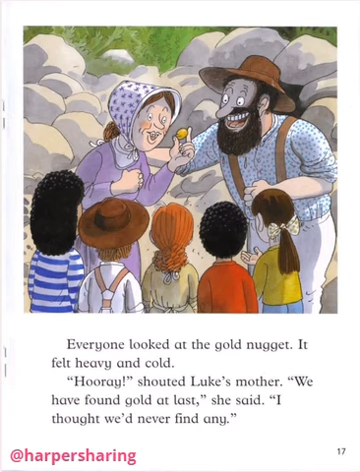 Everyone looked at the gold nugget. It
felt heavy and cold.
"Hooray!" shouted Luke's mother. "We
have found gold at last," she said. "I
thought we'd never find any."
17
@harpersharing